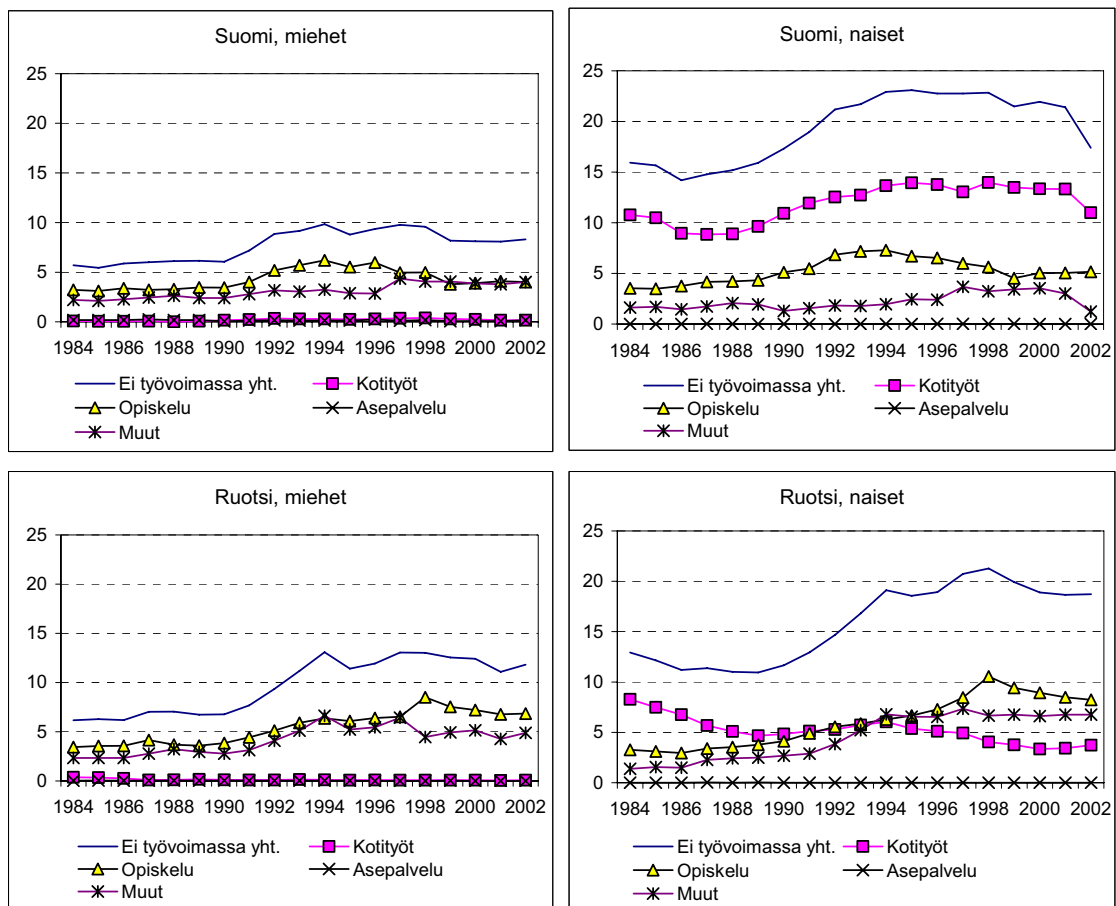 Suomi, miehet
25
20
15
10
5
0
1984 1986 1988 1990 1992 1994 1996 1998 2000 2002
Ei työvoimassa yht. Kotityöt
Opiskelu Asepalvelu
Muut
Suomi, naiset
25
20
15
10
5
0
1984 1986 1988 1990 1992 1994 1996 1998 2000 2002
Ei työvoimassa yht. Kotityöt
Opiskelu Asepalvelu
Muut
Ruotsi, miehet
25
20
15
10
5
0
1984 1986 1988 1990 1992 1994 1996 1998 2000 2002
Ei työvoimassa yht. Kotityöt
Opiskelu Asepalvelu
Muut
Ruotsi, naiset
25
20
15
10
5
0
1984 1986 1988 1990 1992 1994 1996 1998 2000 2002
Ei työvoimassa yht. Kotityöt
Opiskelu Asepalvelu
Muut